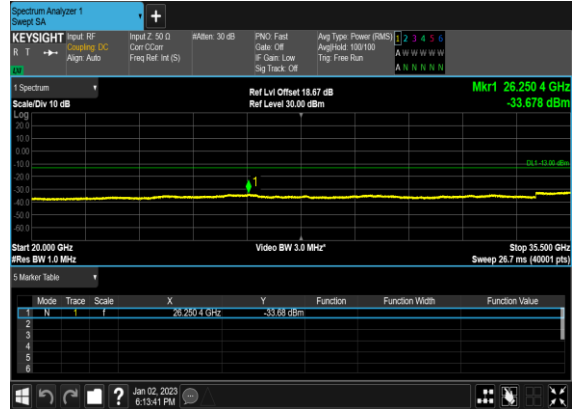 Spectrum Analyzer 1
Swept SA
+
KEYSIGHT Input: RF Input Z: 50 Ω #Atten: 30 dB PNO: Fast Avg Type: Power (RMS) 1 2 3 4 5 6
R T Coupling: DC Corr CCorr Gate: Off Avg|Hold: 100/100 A W W W W W
Align: Auto Freq Ref: Int (S) IF Gain: Low Trig: Free Run
Sig Track: Off A N N N N N
1 Spectrum
Ref Lvl Offset 18.67 dB Mkr1 26.250 4 GHz
Scale/Div 10 dB Ref Level 30.00 dBm -33.678 dBm
Log
20.0
10.0
0.00
-10.0 DL1 -13.00 dBm
-20.0
1
-30.0
-40.0
-50.0
-60.0
Start 20.000 GHz Video BW 3.0 MHz* Stop 35.500 GHz
#Res BW 1.0 MHz Sweep 26.7 ms (40001 pts)
5 Marker Table
Mode Trace Scale X Y Function Function Width Function Value
1 N 1 f 26.250 4 GHz -33.68 dBm
2
3
4
5
6
? Jan 02, 2023
6:13:41 PM